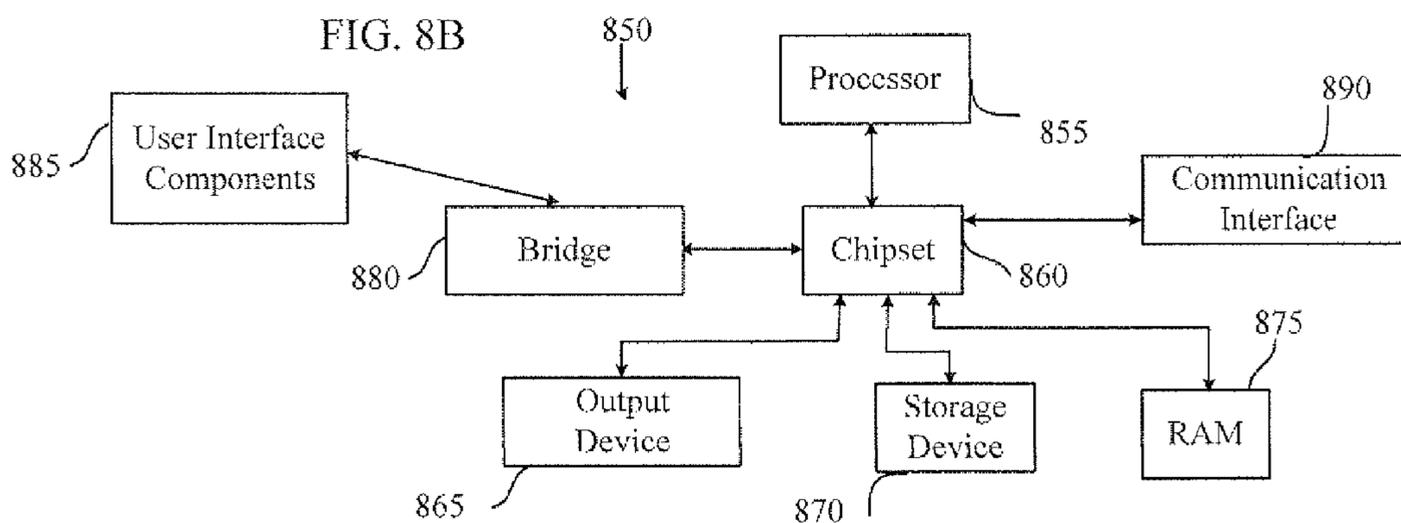 FIG. 8B
850
Processor
855
890
Communication
Interface
885
User Interface
Components
880
Bridge
Chipset
860
Output
Device
865
Storage
Device
870
875
RAM